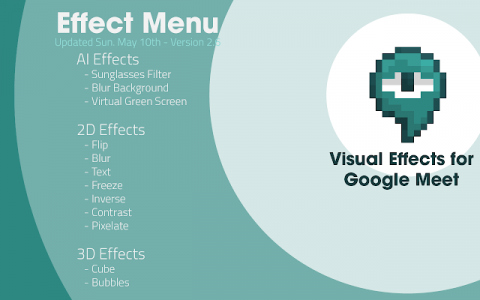 Effect Menu
Updated Sun. May 10th - Version 2.9
AI Effects
- Sunglasses Filter
- Blur Background
- Virtual Green Screen
2D Effects
- Flip
- Blur
- Text
- Freeze
- Inverse
- Contrast
- Pixelate
3D Effects
- Cube
- Bubbles
Visual Effects for
Google Meet